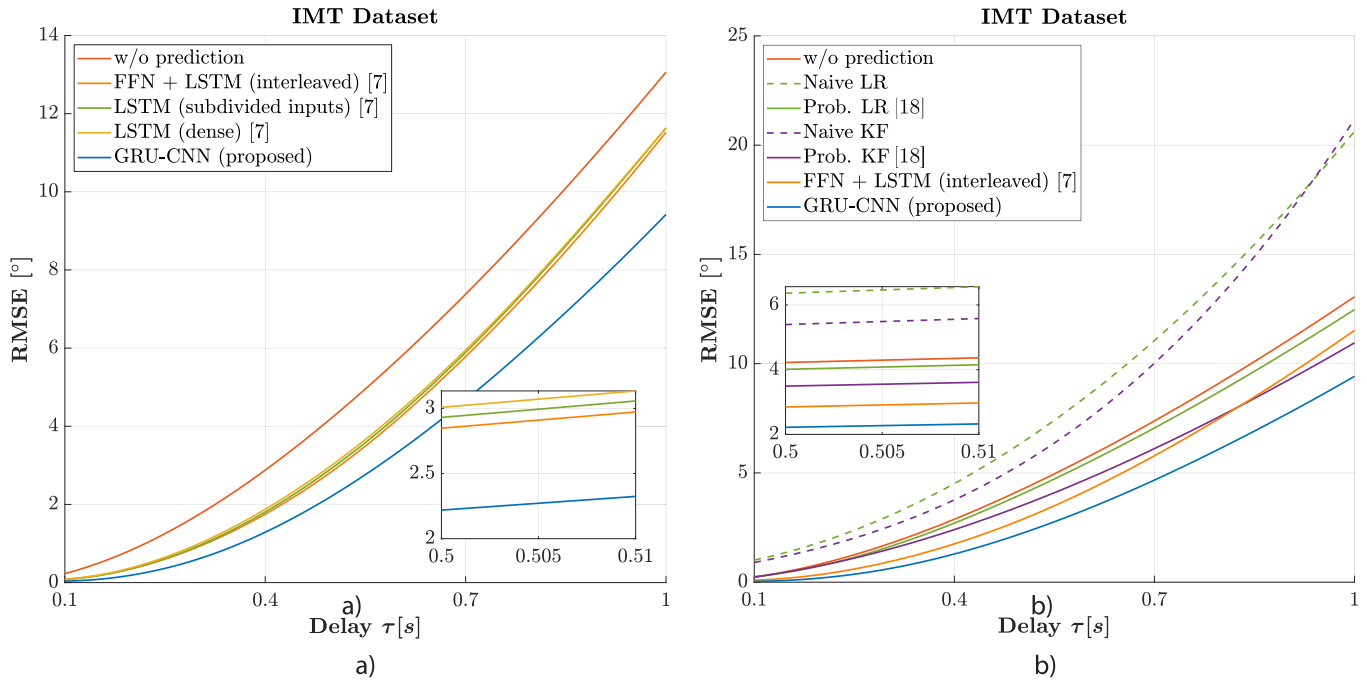 IMT Dataset
14
12
10
8
6
4
2
0
RMSE [°]
w/o prediction
FFN + LSTM (interleaved) [7]
LSTM (subdivided inputs) [7]
LSTM (dense) [7]
GRU-CNN (proposed)
3
2.5
2
0.5
0.505
0.51
0.1
0.4
0.7
1
a)
Delay τ[s]
a)
IMT Dataset
25
20
15
10
5
0
RMSE [°]
w/o prediction
Naive LR
Prob. LR [18]
Naive KF
Prob. KF [18]
FFN + LSTM (interleaved) [7]
GRU-CNN (proposed)
6
4
2
0.5
0.505
0.51
0.1
0.4
0.7
1
b)
Delay τ[s]
b)